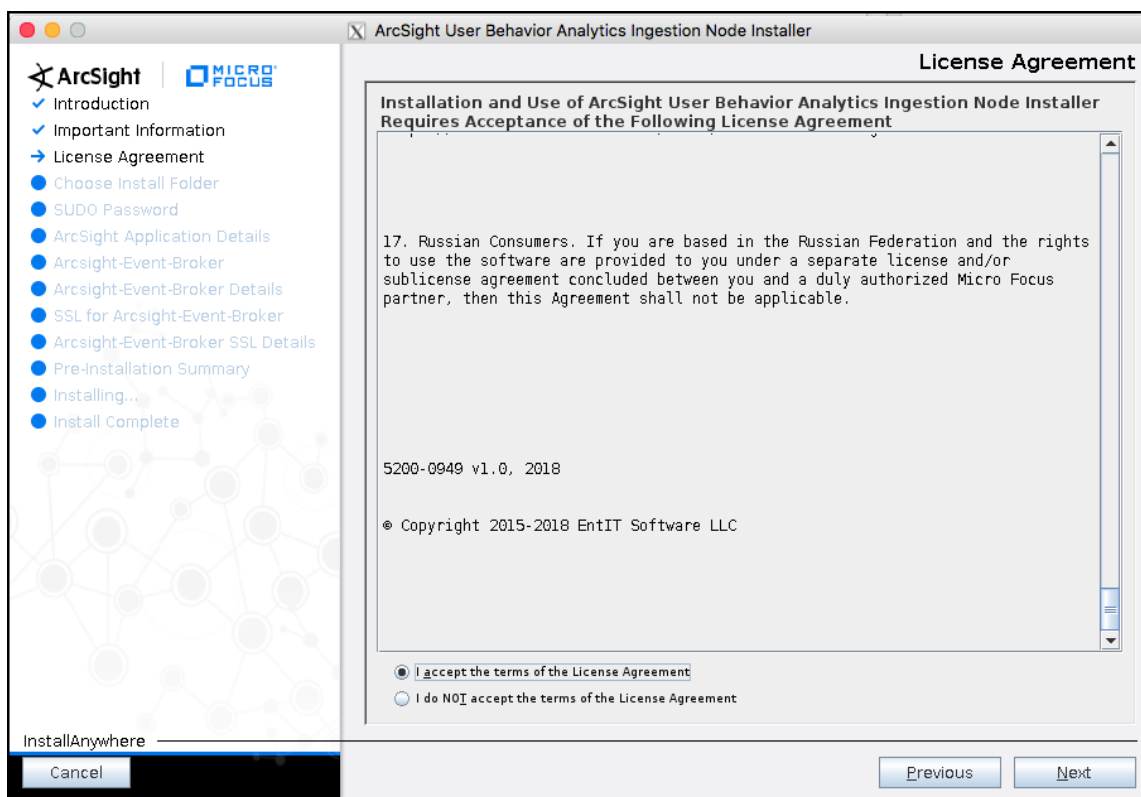 ArcSight User Behavior Analytics Ingestion Node Installer
ArcSight
MICRO
FOCUS
Introduction
Important Information
License Agreement
Choose Install Folder
SUDO Password
ArcSight Application Details
Arcsight-Event-Broker
Arcsight-Event-Broker Details
SSL for Arcsight-Event-Broker
Arcsight-Event-Broker SSL Details
Pre-Installation Summary
Installing...
Install Complete
License Agreement
Installation and Use of ArcSight User Behavior Analytics Ingestion Node Installer
Requires Acceptance of the Following License Agreement
17. Russian Consumers. If you are based in the Russian Federation and the rights
to use the software are provided to you under a separate license and/or
sublicense agreement concluded between you and a duly authorized Micro Focus
partner, then this Agreement shall not be applicable.
5200-0949 v1.0, 2018
© Copyright 2015-2018 EntIT Software LLC
I accept the terms of the License Agreement
I do NOT accept the terms of the License Agreement
InstallAnywhere
Cancel
Previous
Next